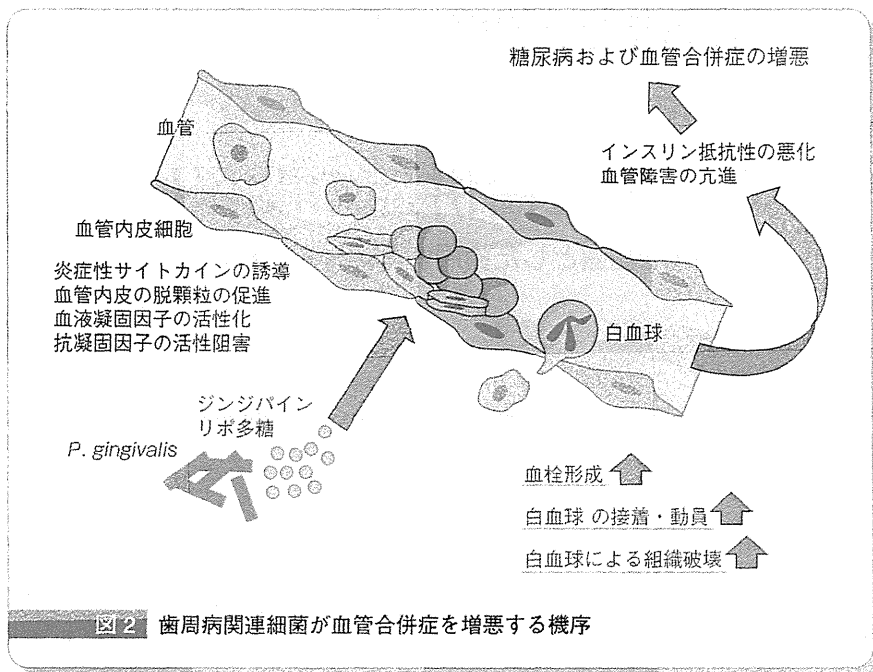 糖尿病および血管合併症の増悪
インスリン抵抗性の悪化
血管障害の亢進
血管
血管内皮細胞
炎症性サイトカインの誘導
血管内皮の脱顆粒の促進
血液凝固因子の活性化
抗凝固因子の活性阻害
白血球
ジンジパイン
リポ多糖
P. gingivalis
血栓形成
白血球 の接着・動員
白血球による組織破壊
図2 歯周病関連細菌が血管合併症を増悪する機序